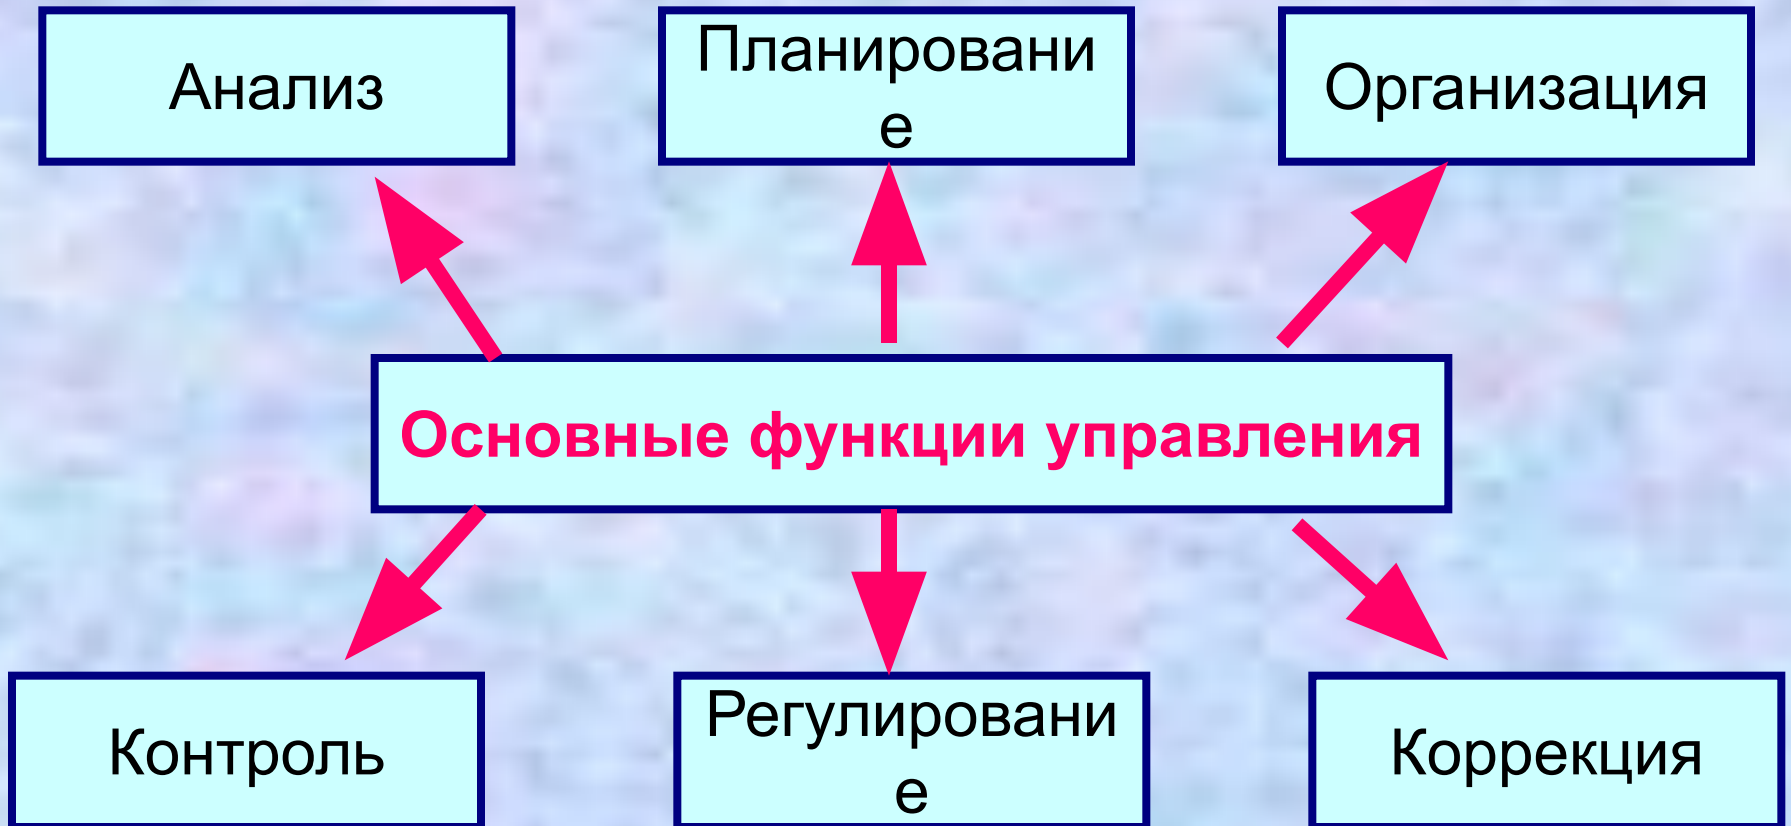 Анализ
Планировани
е
Организация
Основные функции управления
Контроль
Регулировани
е
Коррекция